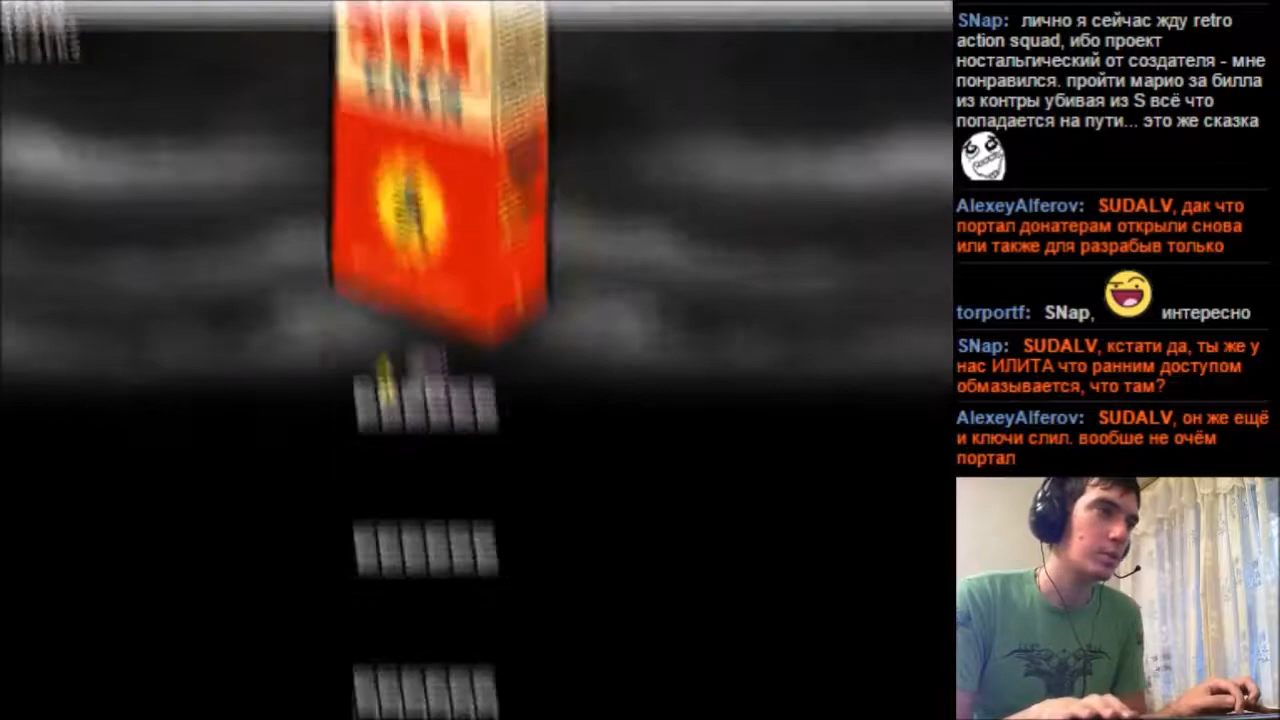 SNap: лично я сейчас жду retro
action squad, ибо проект
ностальгический от создателя - мне
понравился. пройти марио за билла
из контры убивая из S всё что
попадается на пути... это же сказка
AlexeyAlferov: SUDALV, дак что
портал донатерам открыли снова
или также для разрабыв только
torportf: SNap, интересно
SNap: SUDALV, кстати да, ты же у
нас ИЛИТА что ранним доступом
обмазывается, что там?
AlexeyAlferov: SUDALV, он же ещё
и ключи слил. вообше не очём
портал